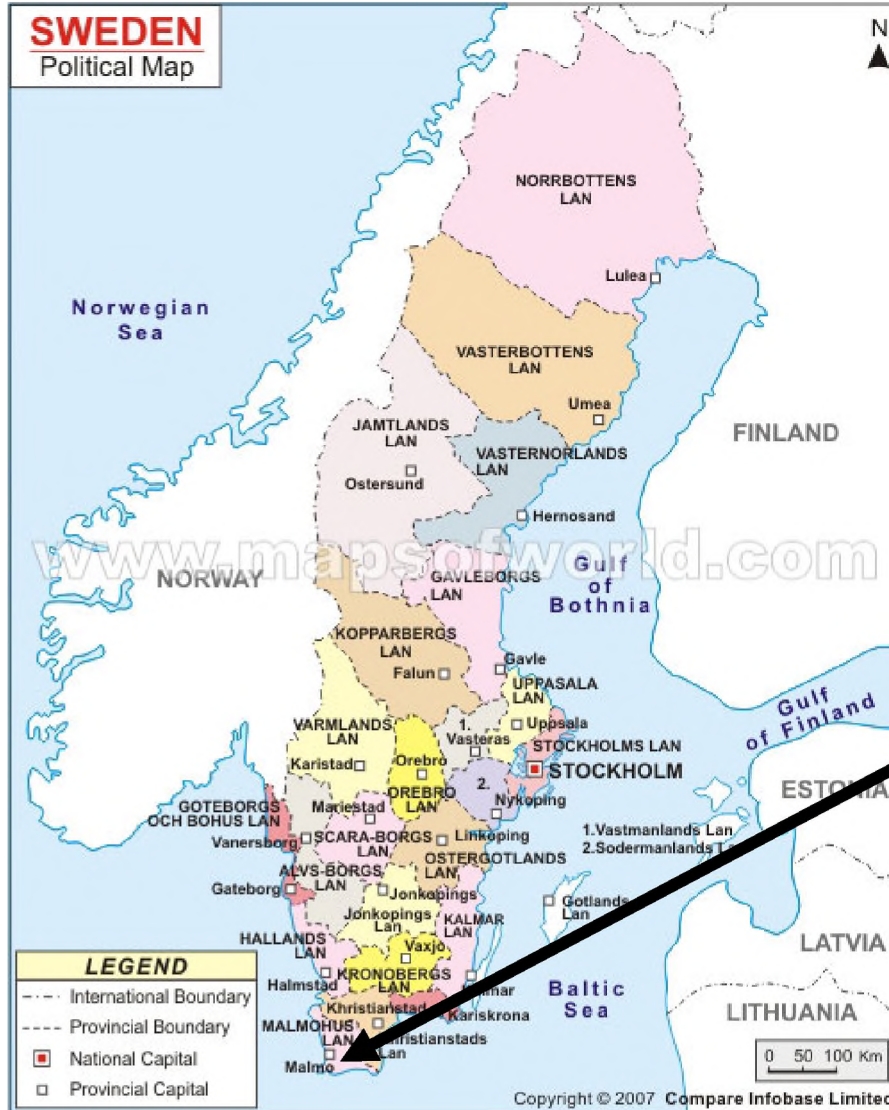 SWEDEN
Political Map
N
NORRBOTTENS
LAN
Lulea
Norwegian
Sea
VASTERBOTTENS
LAN
Umea
JAMTLANDS
LAN
FINLAND
VASTERNORLANDS
LAN
Ostersund
Hernosand
www.mapsofworld.com
NORWAY
GAVLEBORGS
LAN
Gulf
of
Bothnia
KOPPARBERGS
LAN
Falun
Gavle
UPPASALA
LAN
Gulf
of Finland
VARMLANDS
LAN
1.
Vasteras
Uppsala
STOCKHOLMS LAN
Karistad
Orebro
STOCKHOLM
OREBRO
LAN
2.
Nykoping
ESTONIA
GOTEBORGS
OCH BOHUS LAN
Mariestad
Vanersborg
SCARA-BORGS
LAN
Linkoping
1.Vastmanlands Lan
2.Sodermanlands
OSTERGOTLANDS
LAN
ALVS-BORGS
LAN
Gateborg
Jonkopings
Gotlands
Lan
Jonkopings
Lan
KALMAR
LAN
HALLANDS
LAN
Vaxjo
LATVIA
KRONOBERGS
LAN
Halmstad
Baltic
Sea
Khristianstad
Kariskrona
LITHUANIA
MALMOHUS
LAN
Lan
Malmo
LEGEND
International Boundary
Provincial Boundary
National Capital
Provincial Capital
0 50 100 Km
Copyright © 2007 Compare Infobase Limited